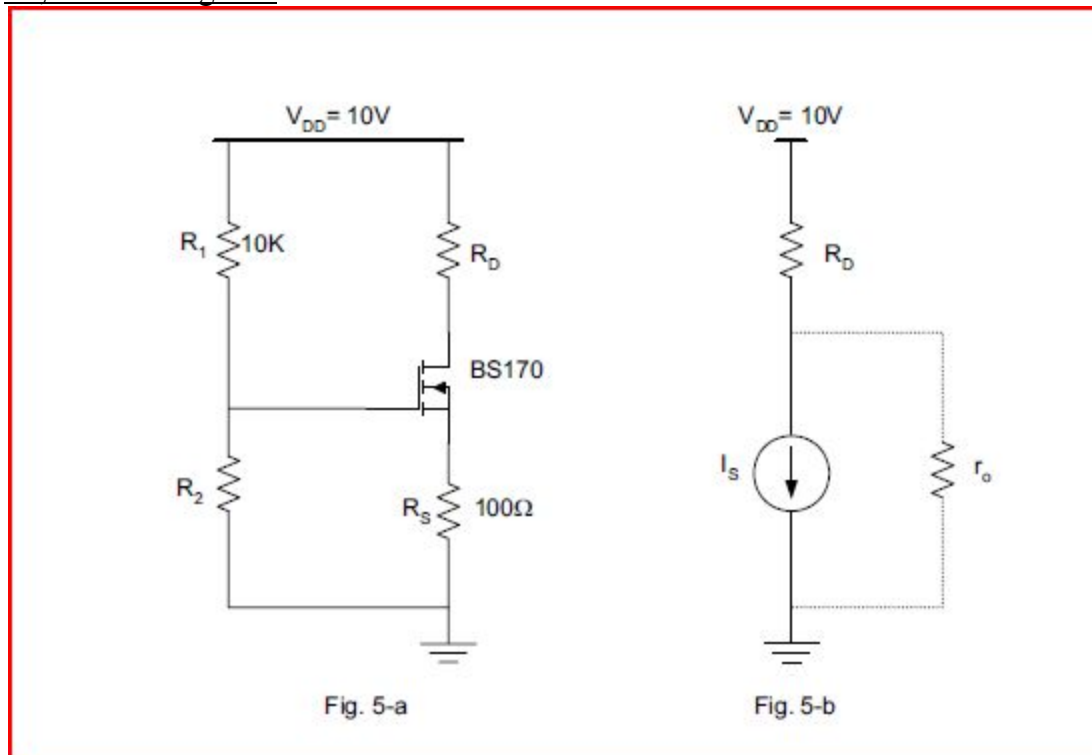 V_DD= 10V
R_1 10K
R_D
BS170
R_2
R_S 100Ω
Fig. 5-a
V_DD= 10V
R_D
I_S
r_o
Fig. 5-b